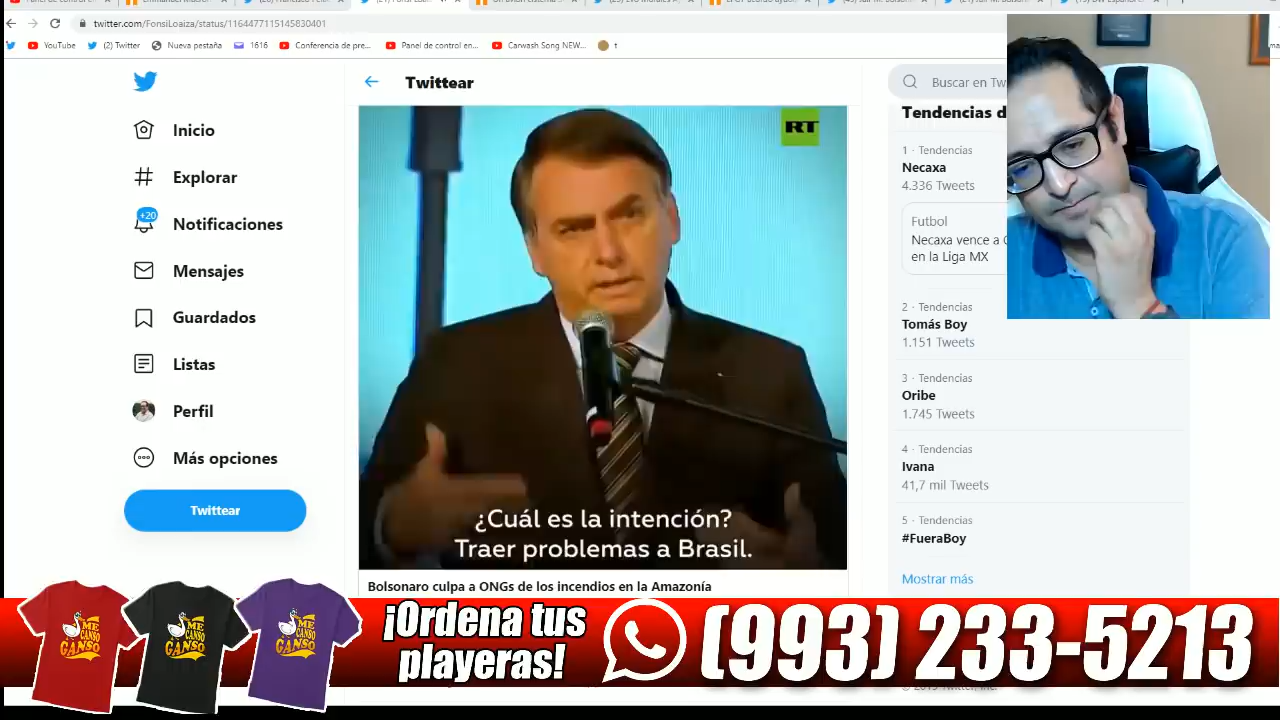 twitter.com/FonsiLoaiza/status/1164477115145830401
YouTube
(2) Twitter
Nueva pestaña
1616
Conferencia de pre...
Panel de control en...
Carwash Song NEW...
t
Twittear
Buscar en Tw
Inicio
Explorar
+20
Notificaciones
Mensajes
Guardados
Listas
Perfil
Más opciones
Twittear
RT
¿Cuál es la intención?
Traer problemas a Brasil.
Bolsonaro culpa a ONGs de los incendios en la Amazonía
Tendencias d
1 · Tendencias
Necaxa
4.336 Tweets
Futbol
Necaxa vence a
en la Liga MX
2 · Tendencias
Tomás Boy
1.151 Tweets
3 · Tendencias
Oribe
1.745 Tweets
4 · Tendencias
Ivana
41,7 mil Tweets
5 · Tendencias
#FueraBoy
Mostrar más
ME
CANSO
GANSO
ME
CANSO
GANSO
ME
CANSO
GANSO
¡Ordena tus
playeras!
(993) 233-5213